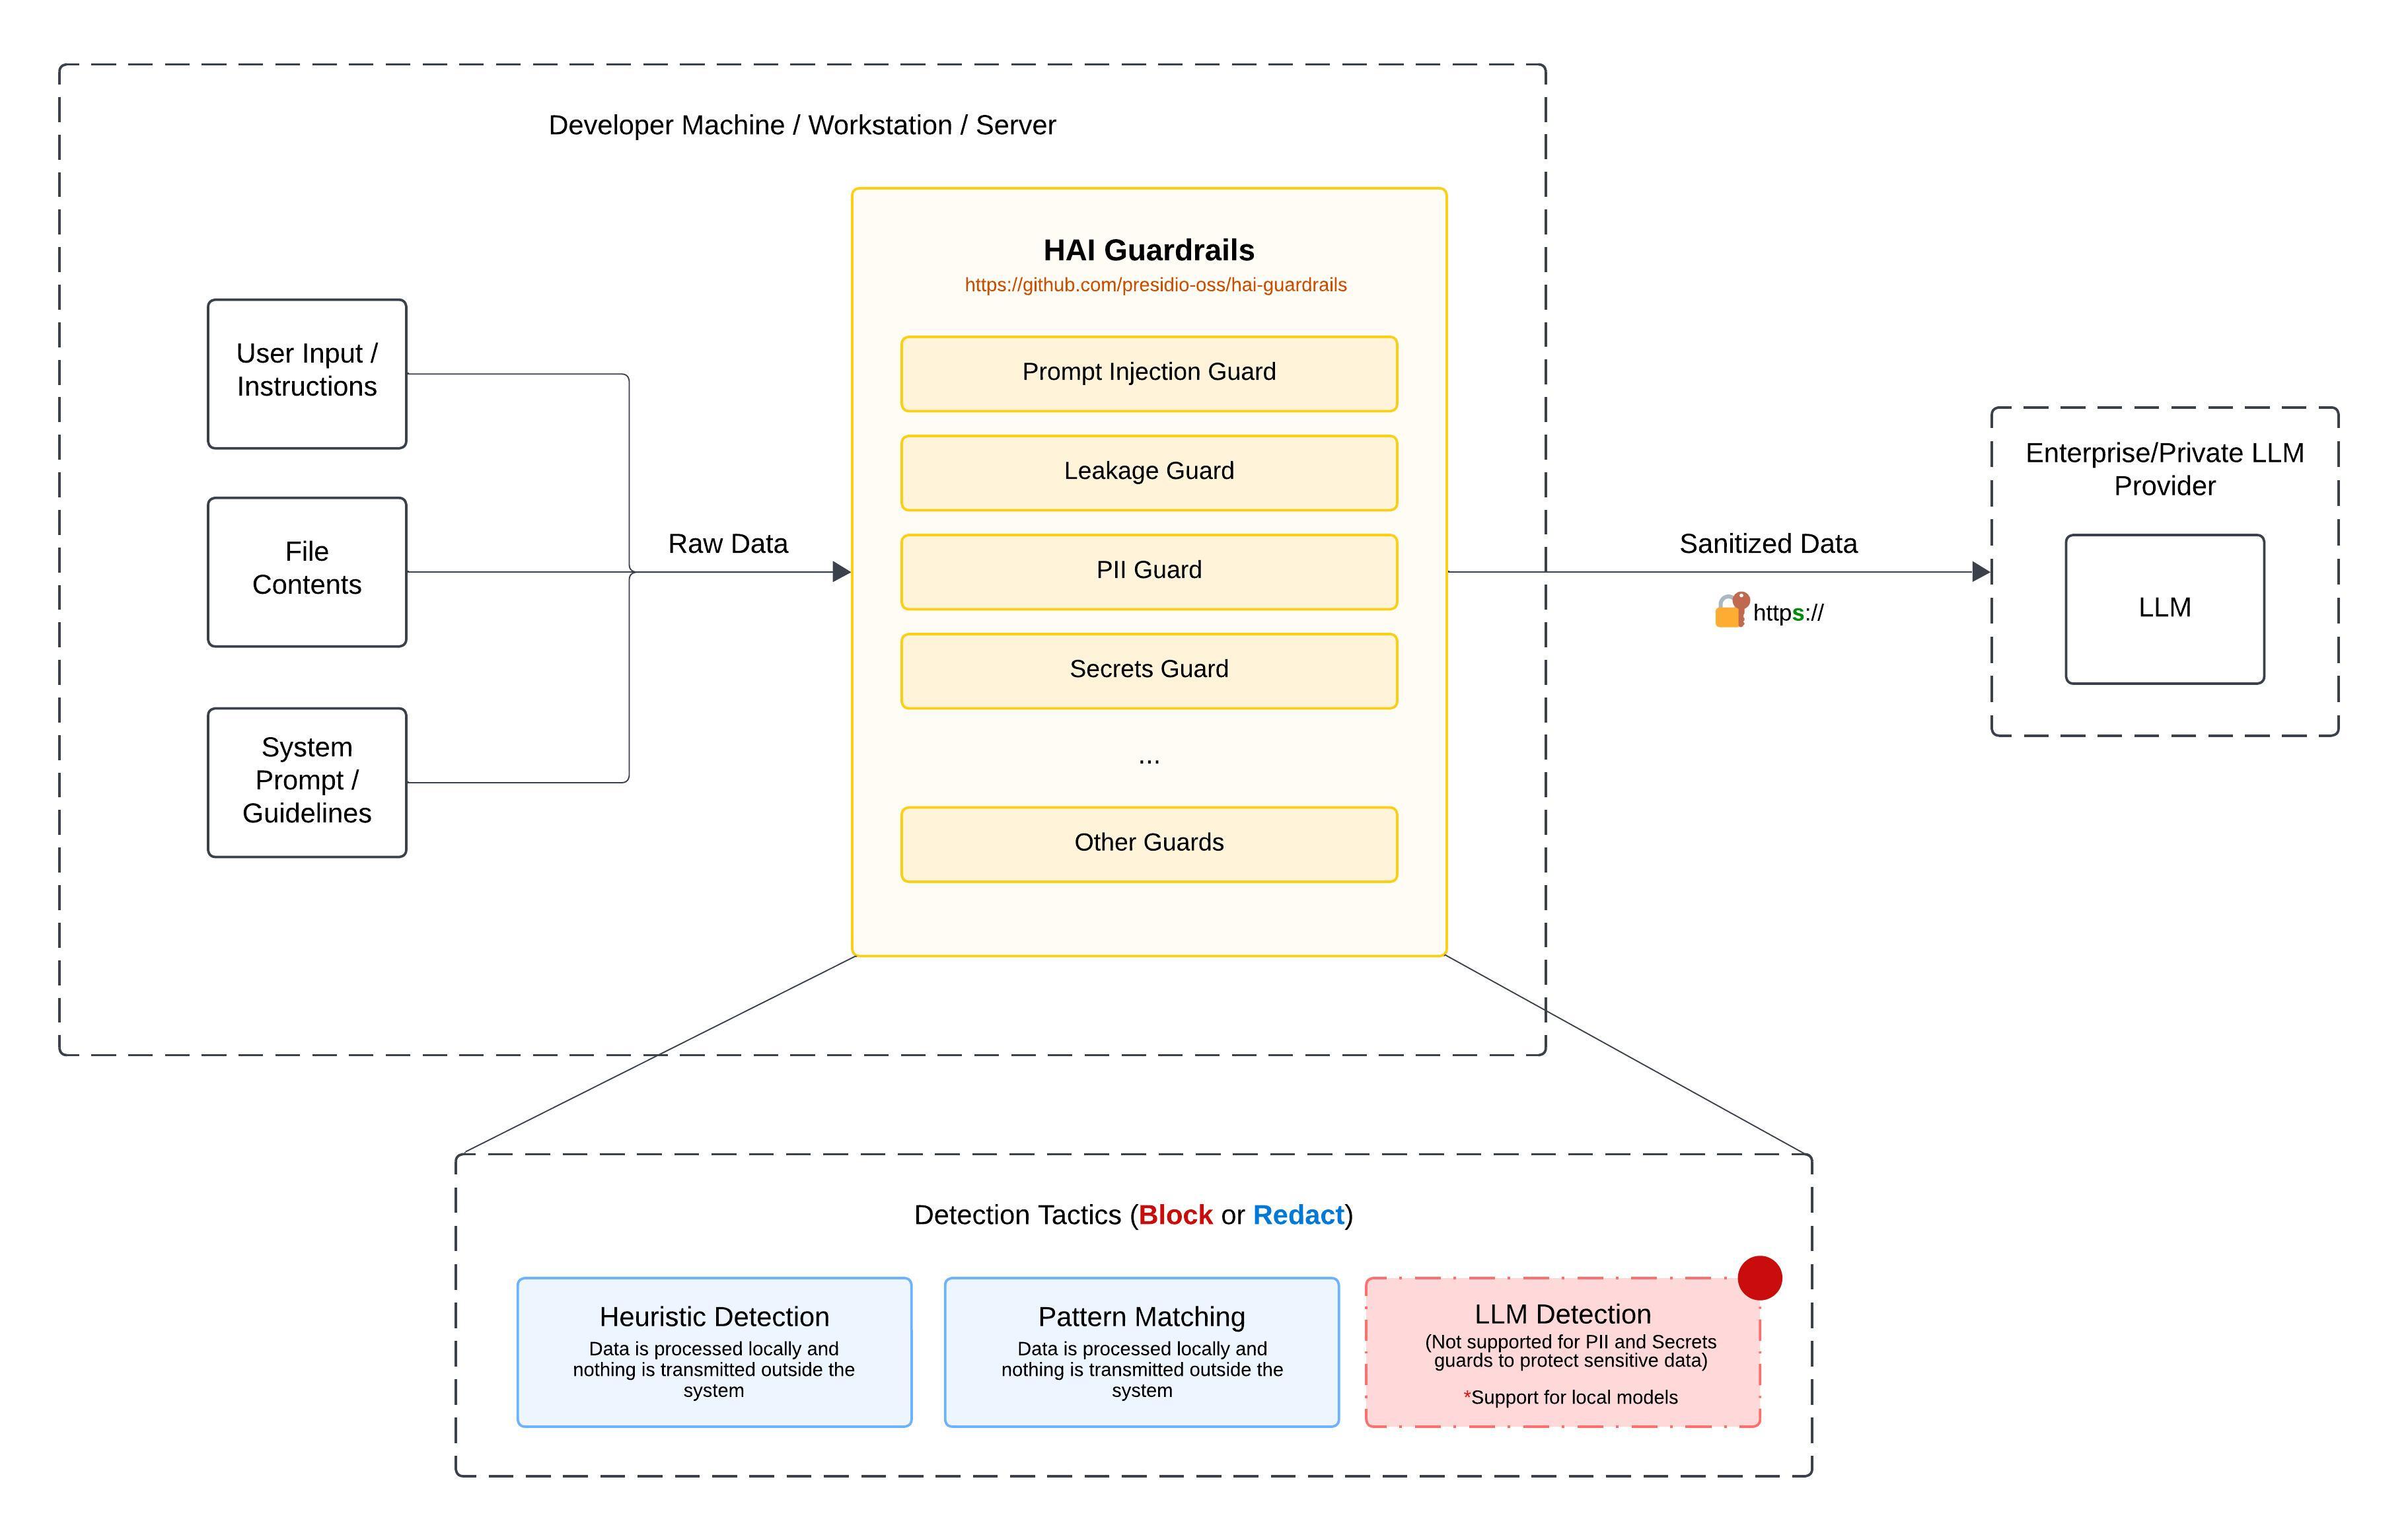 Developer Machine / Workstation / Server
HAI Guardrails
https://github.com/presidio-oss/hai-guardrails
User Input /
Instructions
File
Contents
System
Prompt /
Guidelines
Raw Data
Prompt Injection Guard
Leakage Guard
PII Guard
Secrets Guard
...
Other Guards
Sanitized Data
https://
Enterprise/Private LLM
Provider
LLM
Detection Tactics (Block or Redact)
Heuristic Detection
Data is processed locally and
nothing is transmitted outside the
system
Pattern Matching
Data is processed locally and
nothing is transmitted outside the
system
LLM Detection
(Not supported for PII and Secrets
guards to protect sensitive data)
*Support for local models